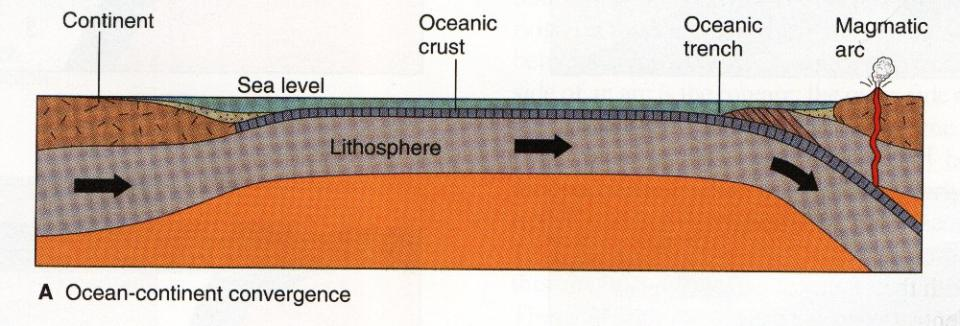 Continent
Oceanic
crust
Oceanic
trench
Magmatic
arc
Sea level
Lithosphere
A Ocean-continent convergence